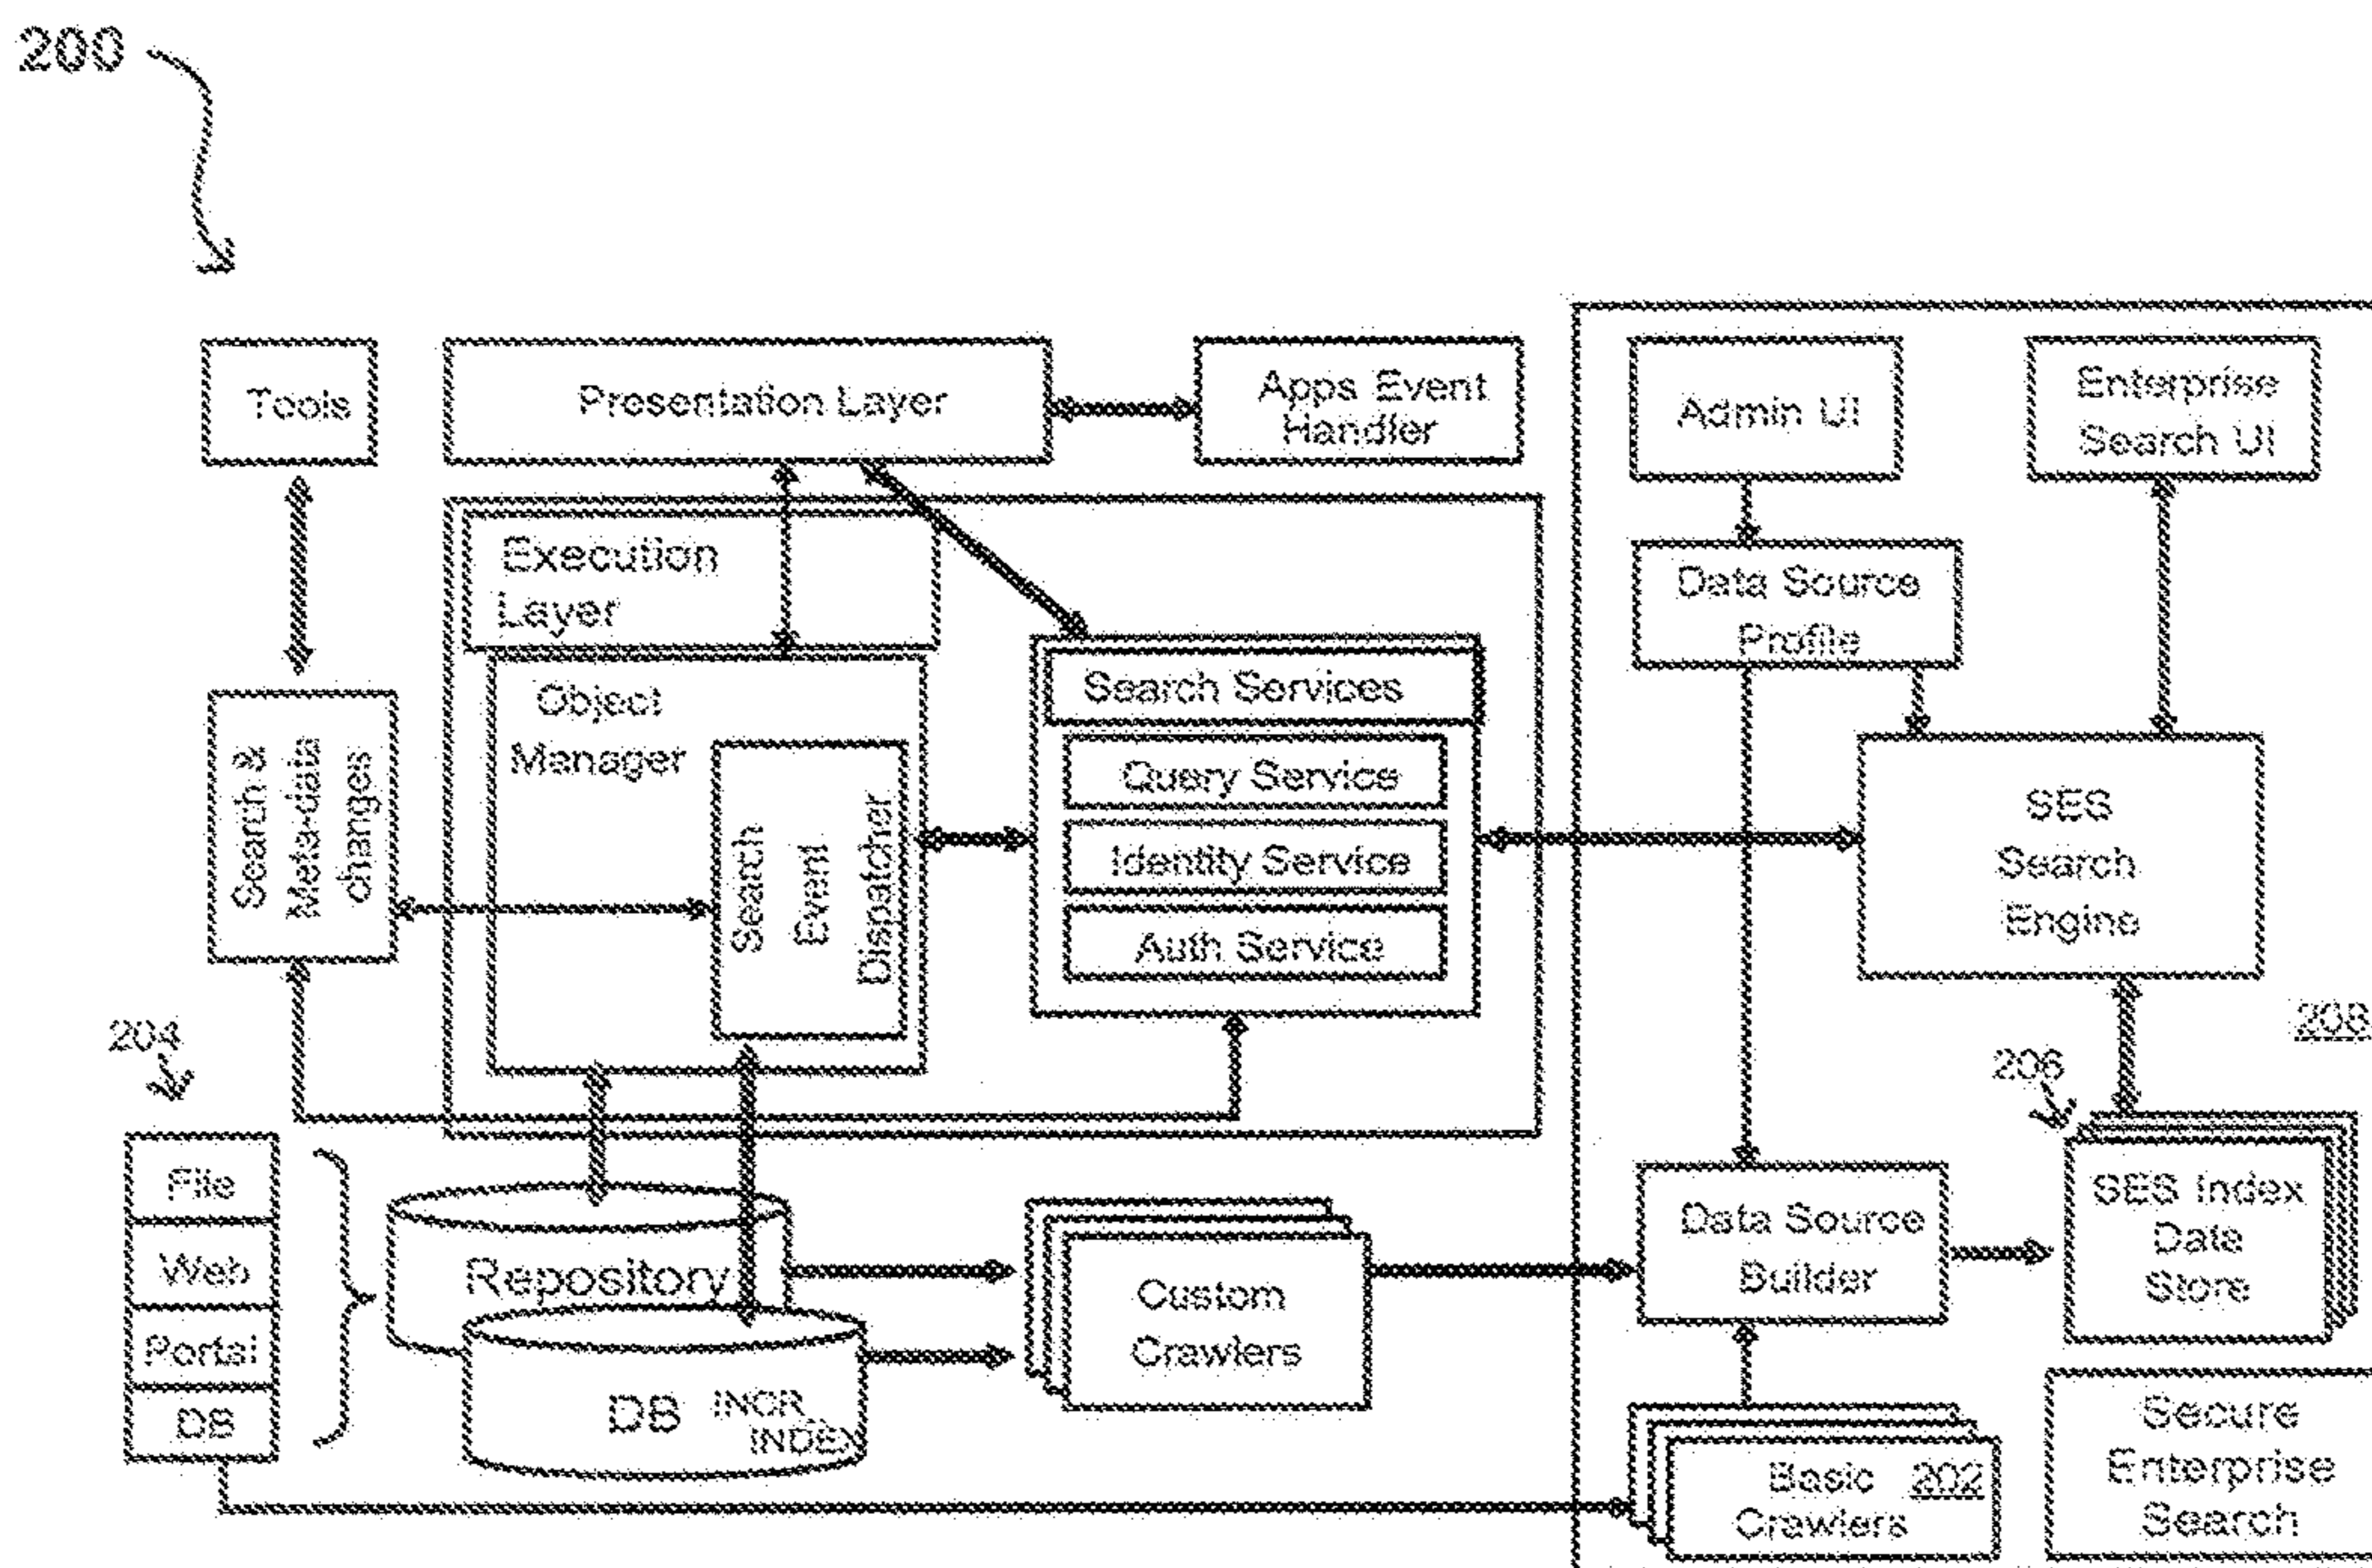 200
Tools
Presentation Layer
Apps Event
Handler
Admin UI
Enterprise
Search UI
Execution
Layer
Data Source
Profile
Object
Manager
Search Services
Query Service
Identity Service
Auth Service
Search &
Meta-data
changes
Search
Event
Dispatcher
SES
Search
Engine
208
204
206
File
Web
Portal
DB
Repository
DB INCR_
INDEX
Custom
Crawlers
Data Source
Builder
SES Index
Date
Store
Basic 202
Crawlers
Secure
Enterprise
Search